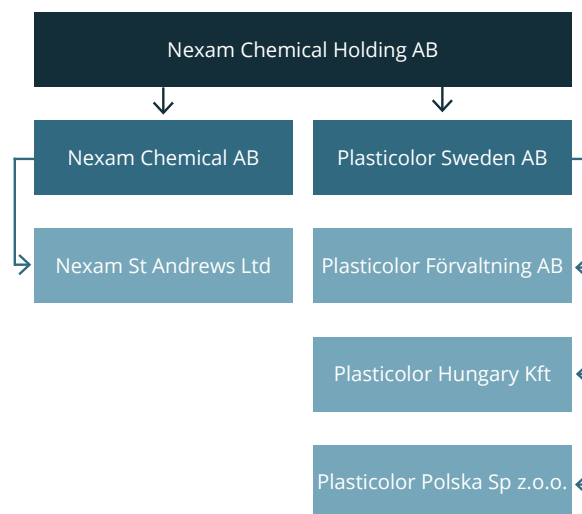 Nexam Chemical Holding AB
Nexam Chemical AB
Plasticolor Sweden AB
Nexam St Andrews Ltd
Plasticolor Förvaltning AB
Plasticolor Hungary Kft
Plasticolor Polska Sp z.o.o.